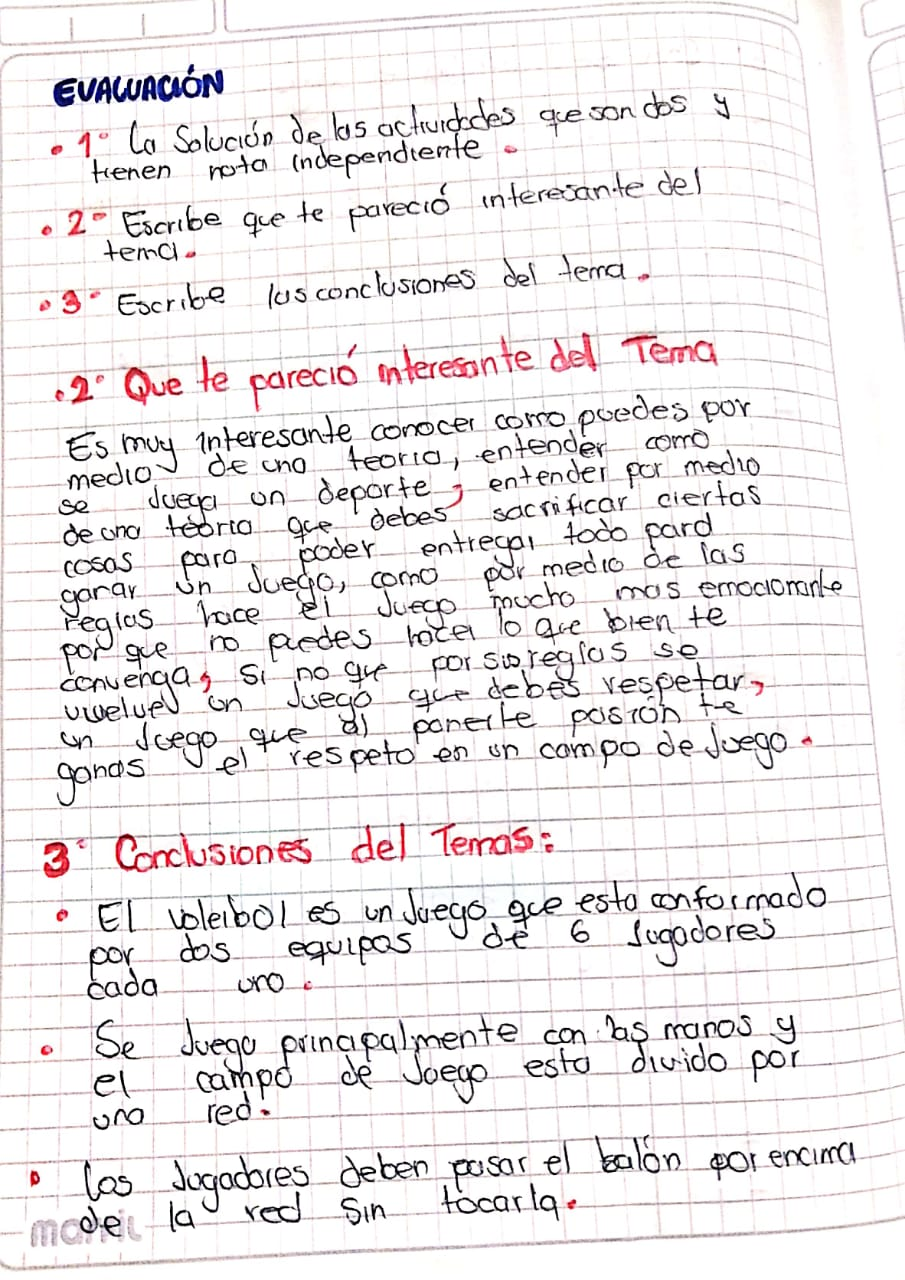 EVALUACIÓN
• 1° La Solución de las actividades que son dos y
tienen nota independiente.
• 2° Escribe que te pareció interesante del
tema.
• 3° Escribe las conclusiones del tema.
• 2° Que te pareció interesante del Tema
Es muy interesante conocer como puedes por
medio de una teoria, entender como
se juega un deporte, entender por medio
de una teoria que debes sacrificar ciertas
cosas para poder entregar todo para
ganar un juego, como por medio de las
reglas hace el juego mucho mas emocionante
por que no puedes hacer lo que bien te
convenga, si no que por sus reglas se
vuelve un juego que debes respetar,
un juego que al ponerle pasión te
ganas el respeto en un campo de juego.
3° Conclusiones del Temas:
• El voleibol es un juego que esta conformado
por dos equipos de 6 jugadores
cada uno.
• Se juego principalmente con las manos y
el campo de juego esta divido por
una red.
• Los jugadores deben pasar el balón por encima
de la red sin tocarla.